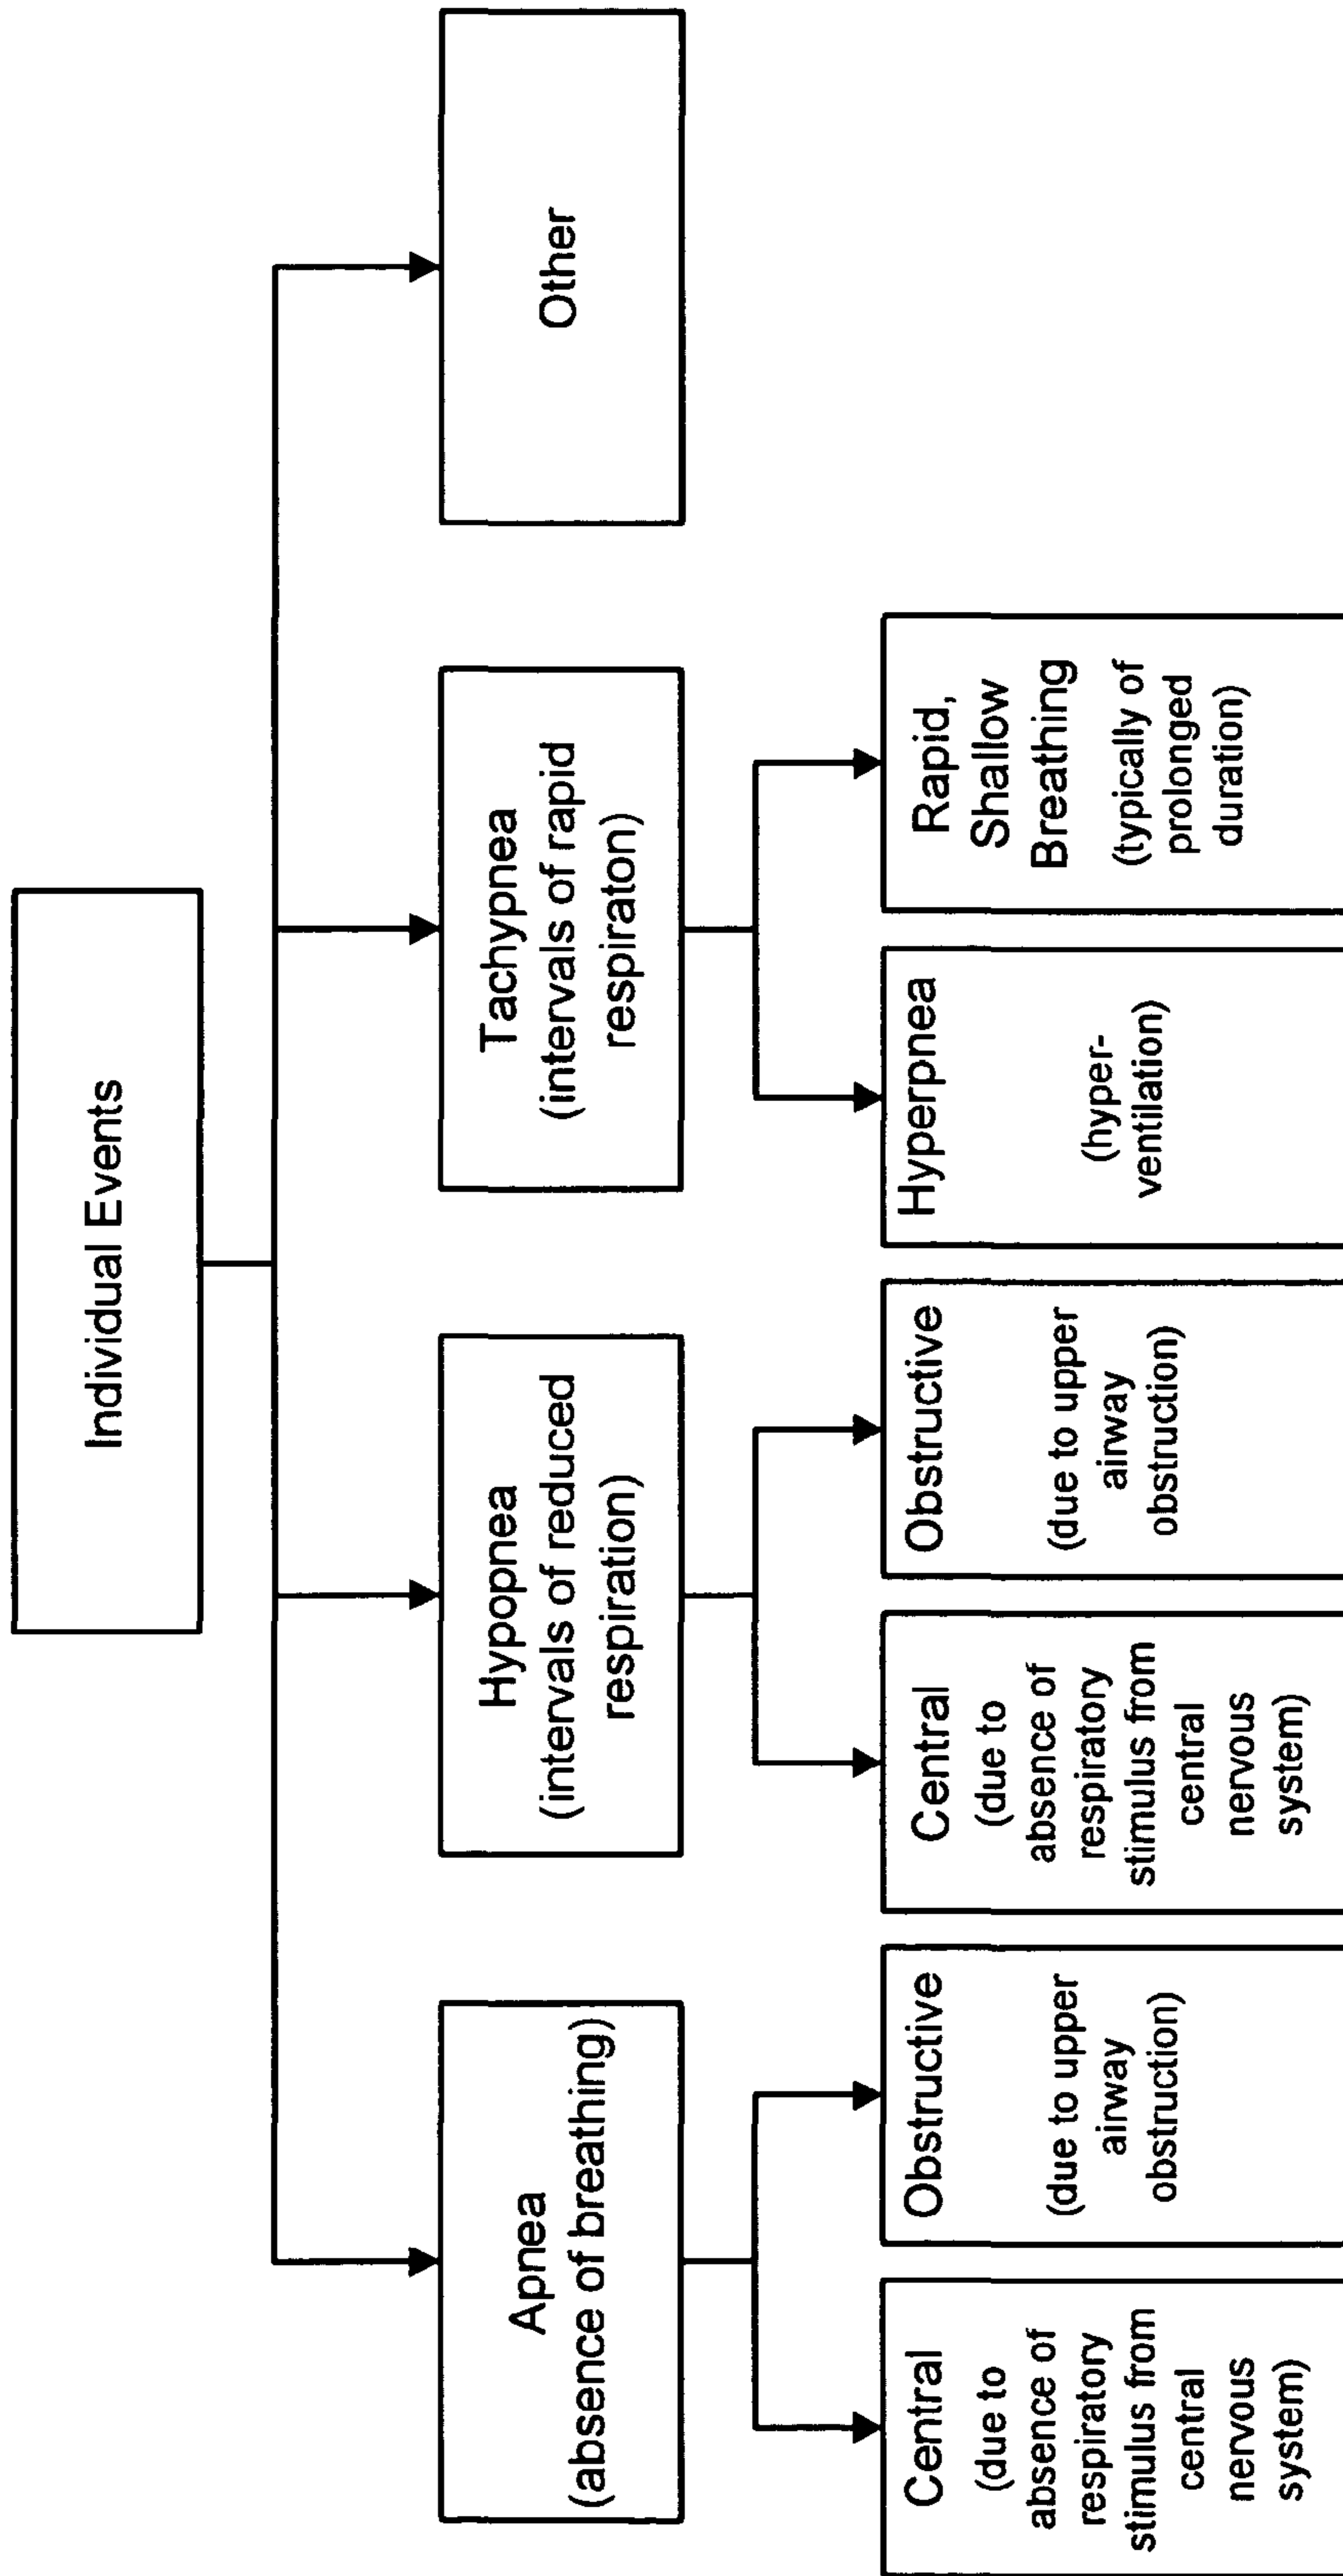 Individual Events
Apnea
(absence of breathing)
Hypopnea
(intervals of reduced
respiration)
Tachypnea
(intervals of rapid
respiraton)
Other
Central
(due to
absence of
respiratory
stimulus from
central
nervous
system)
Obstructive
(due to upper
airway
obstruction)
Central
(due to
absence of
respiratory
stimulus from
central
nervous
system)
Obstructive
(due to upper
airway
obstruction)
Hyperpnea
(hyper-
ventilation)
Rapid,
Shallow
Breathing
(typically of
prolonged
duration)